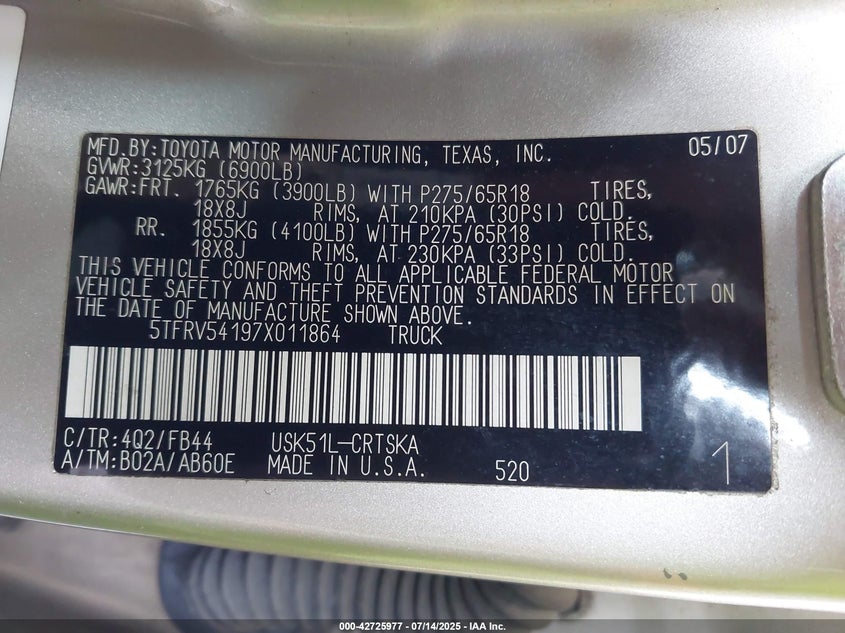 MFD.BY:TOYOTA MOTOR MANUFACTURING, TEXAS, INC. 05/07
GVWR:3125KG (6900LB)
GAWR:FRT. 1765KG (3900LB) WITH P275/65R18 TIRES,
18X8J RIMS, AT 210KPA (30PSI) COLD.
RR. 1855KG (4100LB) WITH P275/65R18 TIRES,
18X8J RIMS, AT 230KPA (33PSI) COLD.
THIS VEHICLE CONFORMS TO ALL APPLICABLE FEDERAL MOTOR
VEHICLE SAFETY AND THEFT PREVENTION STANDARDS IN EFFECT ON
THE DATE OF MANUFACTURE SHOWN ABOVE.
5TFRV54197X011864 TRUCK
C/TR:4Q2/FB44 USK51L-CRTSKA
A/TM:B02A/AB60E MADE IN U.S.A. 520 1
000-42725977 - 07/14/2025 - IAA Inc.